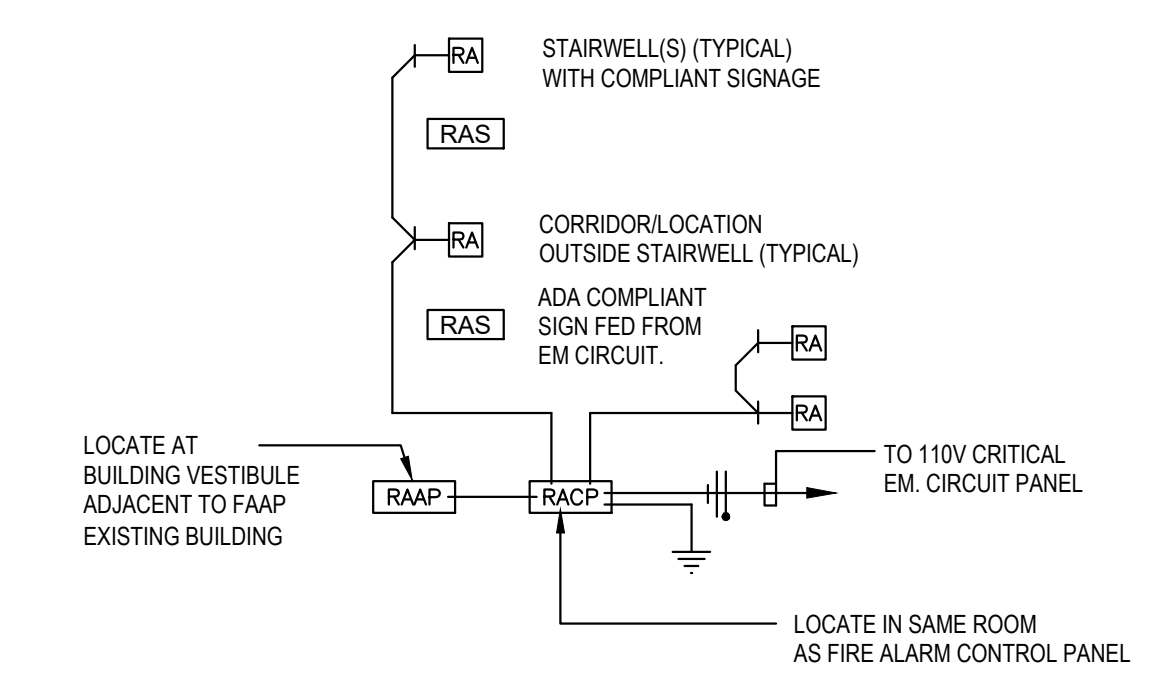 RA
STAIRWELL(S) (TYPICAL)
WITH COMPLIANT SIGNAGE
RAS
RA
CORRIDOR/LOCATION
OUTSIDE STAIRWELL (TYPICAL)
RAS
ADA COMPLIANT
SIGN FED FROM
EM CIRCUIT.
RA
RA
LOCATE AT
BUILDING VESTIBULE
ADJACENT TO FAAP
EXISTING BUILDING
RAAP
RACP
TO 110V CRITICAL
EM. CIRCUIT PANEL
LOCATE IN SAME ROOM
AS FIRE ALARM CONTROL PANEL